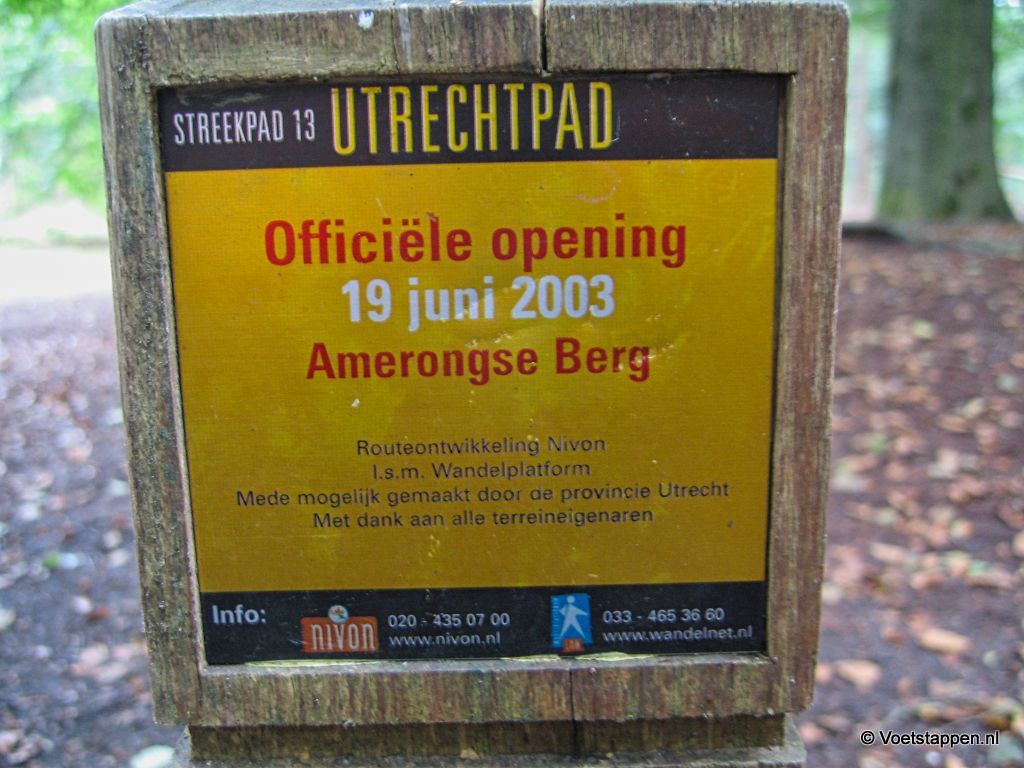 STREEKPAD 13 UTRECHTPAD
Officiële opening
19 juni 2003
Amerongse Berg
Routeontwikkeling Nivon
I.s.m. Wandelplatform
Mede mogelijk gemaakt door de provincie Utrecht
Met dank aan alle terreineigenaren
Info:
nivon
020 - 435 07 00
www.nivon.nl
033 - 465 36 60
www.wandelnet.nl
© Voetstappen.nl